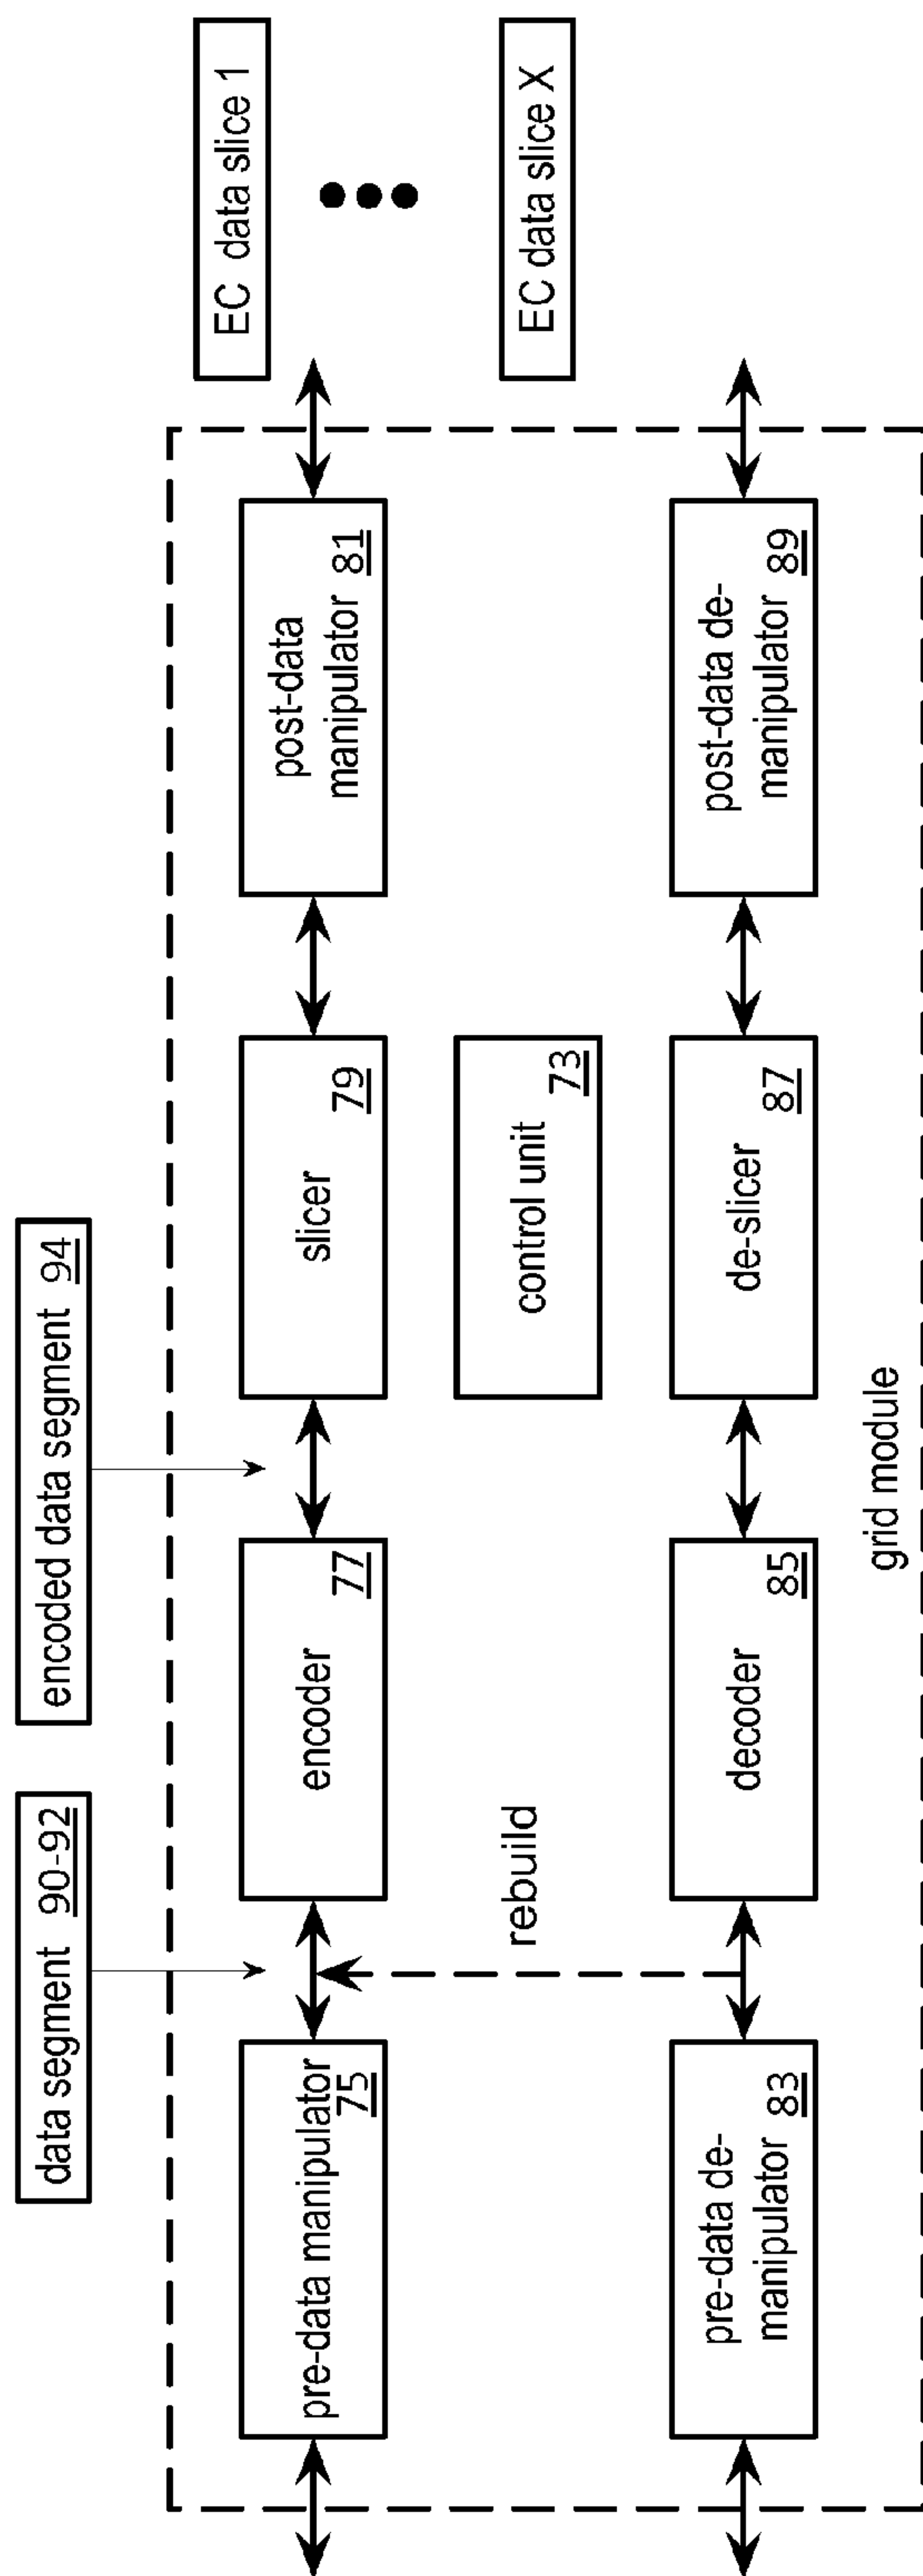 data segment 90-92
encoded data segment 94
EC data slice 1
pre-data manipulator
75
encoder
77
slicer
79
post-data
manipulator 81
EC data slice X
rebuild
control unit
73
pre-data de-
manipulator 83
decoder
85
de-slicer
87
post-data de-
manipulator 89
grid module